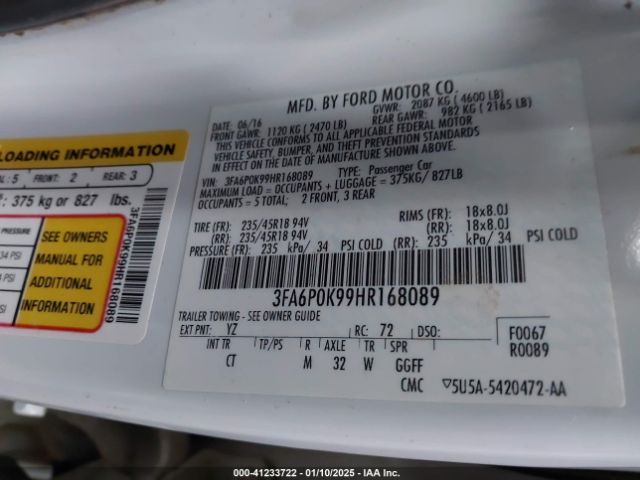 LOADING INFORMATION
: 5 FRONT: 2 REAR: 3
: 375 kg or 827 lbs.
PRESSURE
34 PSI
4 PSI
PSI
SEE OWNERS
MANUAL FOR
ADDITIONAL
INFORMATION
3FA6P0K99HR168089
MFD. BY FORD MOTOR CO.
DATE: 06/16 GVWR: 2087 KG ( 4600 LB)
FRONT GAWR: 1120 KG (2470 LB) REAR GAWR: 982 KG ( 2165 LB)
THIS VEHICLE CONFORMS TO ALL APPLICABLE FEDERAL MOTOR
VEHICLE SAFETY, BUMPER, AND THEFT PREVENTION STANDARDS
IN EFFECT ON THE DATE OF MANUFACTURE SHOWN ABOVE.
VIN: 3FA6P0K99HR168089 TYPE: Passenger Car
MAXIMUM LOAD = OCCUPANTS + LUGGAGE = 375KG/ 827LB
OCCUPANTS = 5 TOTAL: 2 FRONT, 3 REAR
TIRE (FR): 235/45R18 94V RIMS (FR): 18x8.0J
(RR): 235/45R18 94V (RR): 18x8.0J
PRESSURE (FR): 235 kPa/ 34 PSI COLD (RR): 235 kPa/ 34 PSI COLD
3FA6P0K99HR168089
TRAILER TOWING - SEE OWNER GUIDE
EXT PNT: YZ RC: 72 DSO:
F0067
R0089
INT TR TP/PS R AXLE TR SPR
CT M 32 W GGFF
CMC ▽5U5A-5420472-AA
000-41233722 — 01/10/2025 — IAA Inc.